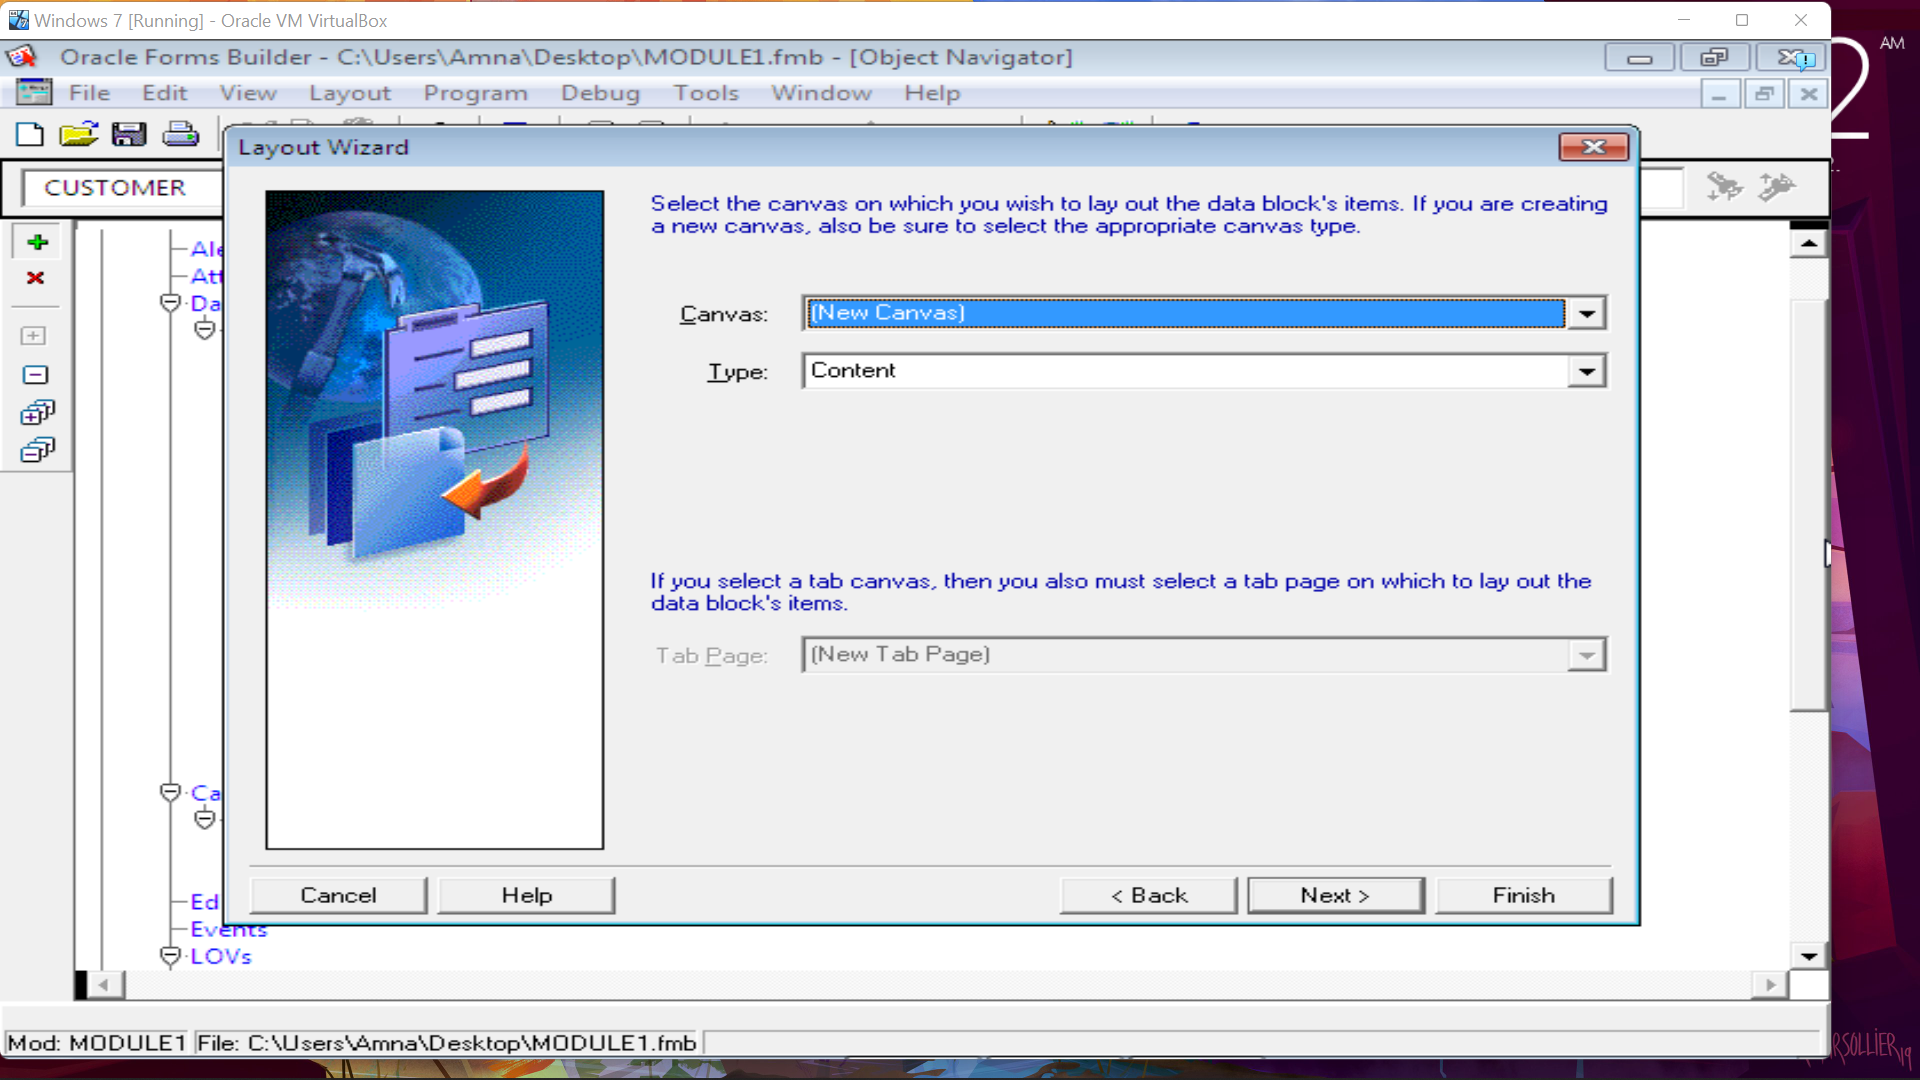 Windows 7 [Running] - Oracle VM VirtualBox
AM
2
Oracle Forms Builder - C:\Users\Amna\Desktop\MODULE1.fmb - [Object Navigator]
File Edit View Layout Program Debug Tools Window Help
Layout Wizard
CUSTOMER
Select the canvas on which you wish to lay out the data block's items. If you are creating
a new canvas, also be sure to select the appropriate canvas type.
Ale
Att
Da
Canvas: (New Canvas)
Type: Content
If you select a tab canvas, then you also must select a tab page on which to lay out the
data block's items.
Tab Page: (New Tab Page)
Ca
Cancel Help < Back Next > Finish
Ed
Events
LOVs
Mod: MODULE1 File: C:\Users\Amna\Desktop\MODULE1.fmb